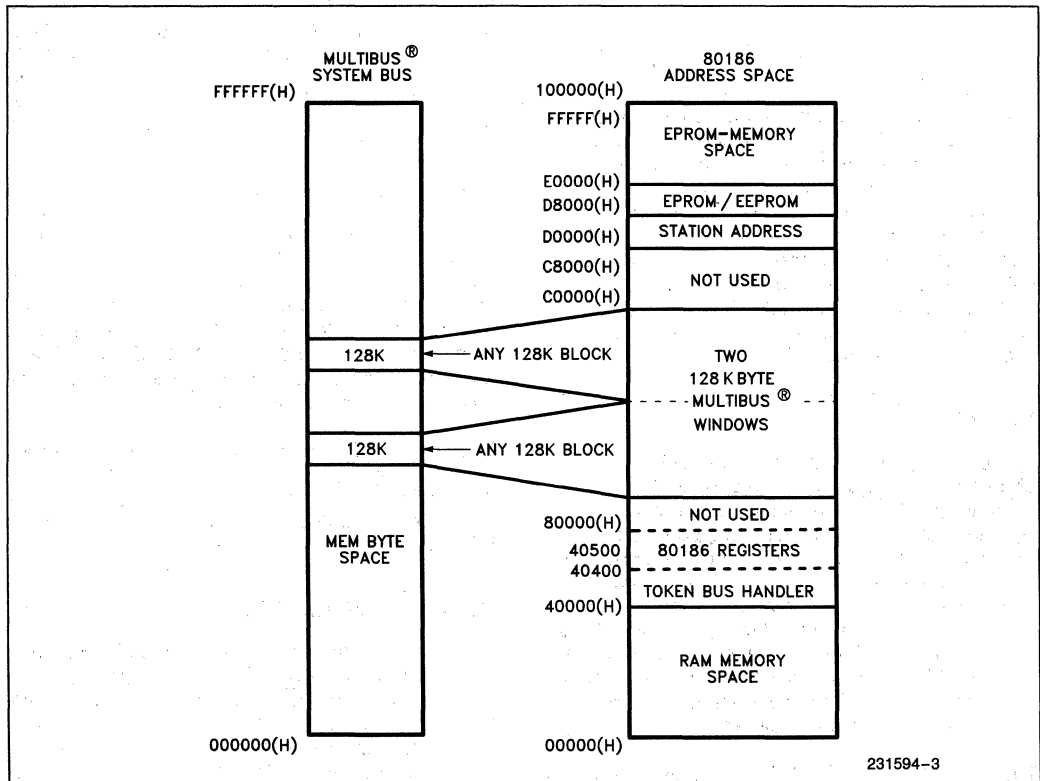 MULTIBUS ®
SYSTEM BUS
FFFFFF(H)
128K
ANY 128K BLOCK
128K
ANY 128K BLOCK
MEM BYTE
SPACE
000000(H)
80186
ADDRESS SPACE
100000(H)
FFFFF(H)
EPROM-MEMORY
SPACE
E0000(H)
D8000(H)
EPROM/EEPROM
D0000(H)
STATION ADDRESS
C8000(H)
NOT USED
C0000(H)
TWO
128 K BYTE
MULTIBUS ®
WINDOWS
NOT USED
80000(H)
40500
80186 REGISTERS
40400
TOKEN BUS HANDLER
40000(H)
RAM MEMORY
SPACE
00000(H)
231594-3